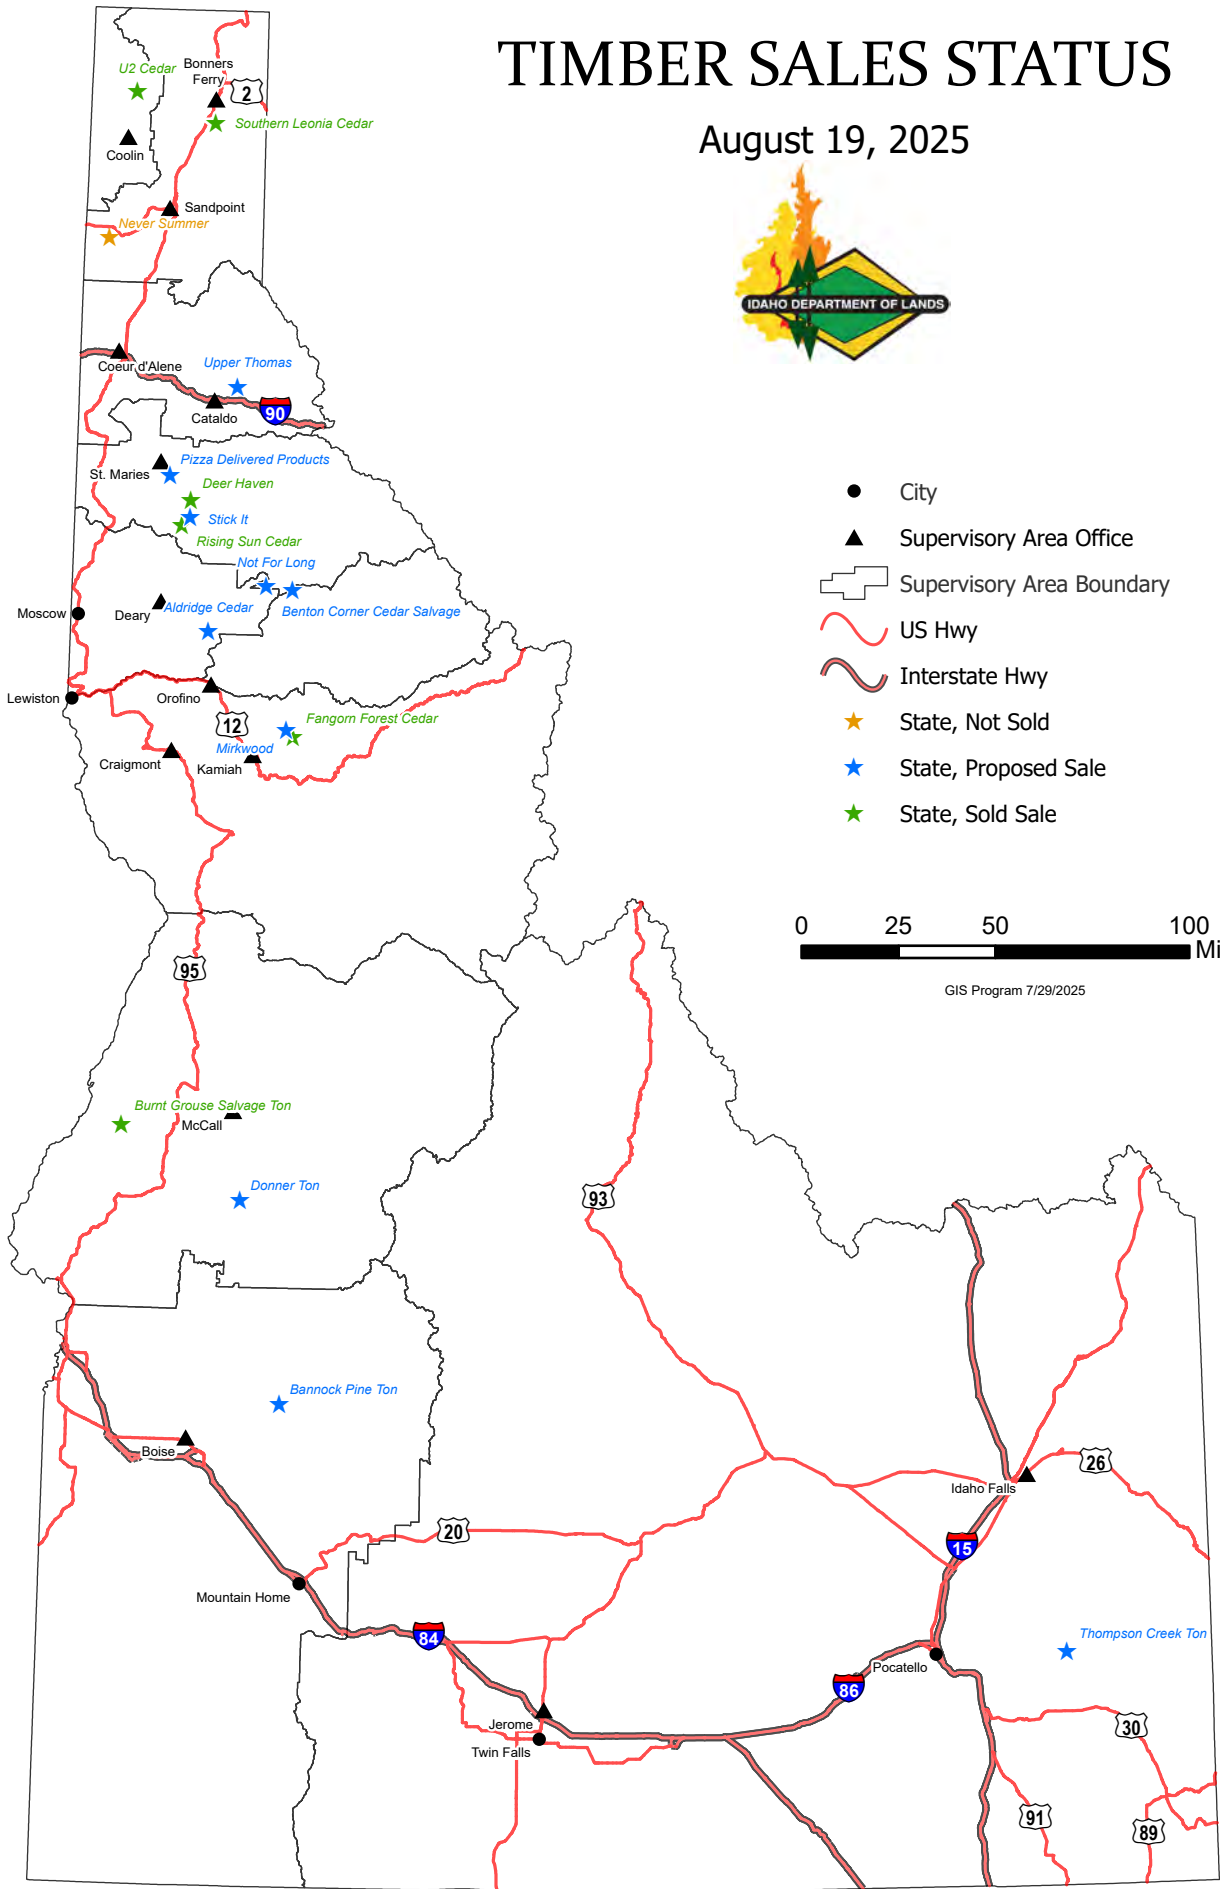 TIMBER SALES STATUS
August 19, 2025
IDAHO DEPARTMENT OF LANDS
U2 Cedar
Bonners
Ferry
2
Southern Leonia Cedar
Coolin
Sandpoint
Never Summer
Coeur d'Alene
Upper Thomas
Cataldo
90
Pizza Delivered Products
St. Maries
Deer Haven
Stick It
Rising Sun Cedar
Not For Long
Moscow
Deary
Aldridge Cedar
Benton Corner Cedar Salvage
Lewiston
Orofino
12
Fangorn Forest Cedar
Mirkwood
Craigmont
Kamiah
City
Supervisory Area Office
Supervisory Area Boundary
US Hwy
Interstate Hwy
State, Not Sold
State, Proposed Sale
State, Sold Sale
0 25 50 100
Mi
GIS Program 7/29/2025
95
Burnt Grouse Salvage Ton
McCall
Donner Ton
93
Bannock Pine Ton
Boise
26
Idaho Falls
20
15
Mountain Home
84
Thompson Creek Ton
Pocatello
86
Jerome
Twin Falls
30
91
89